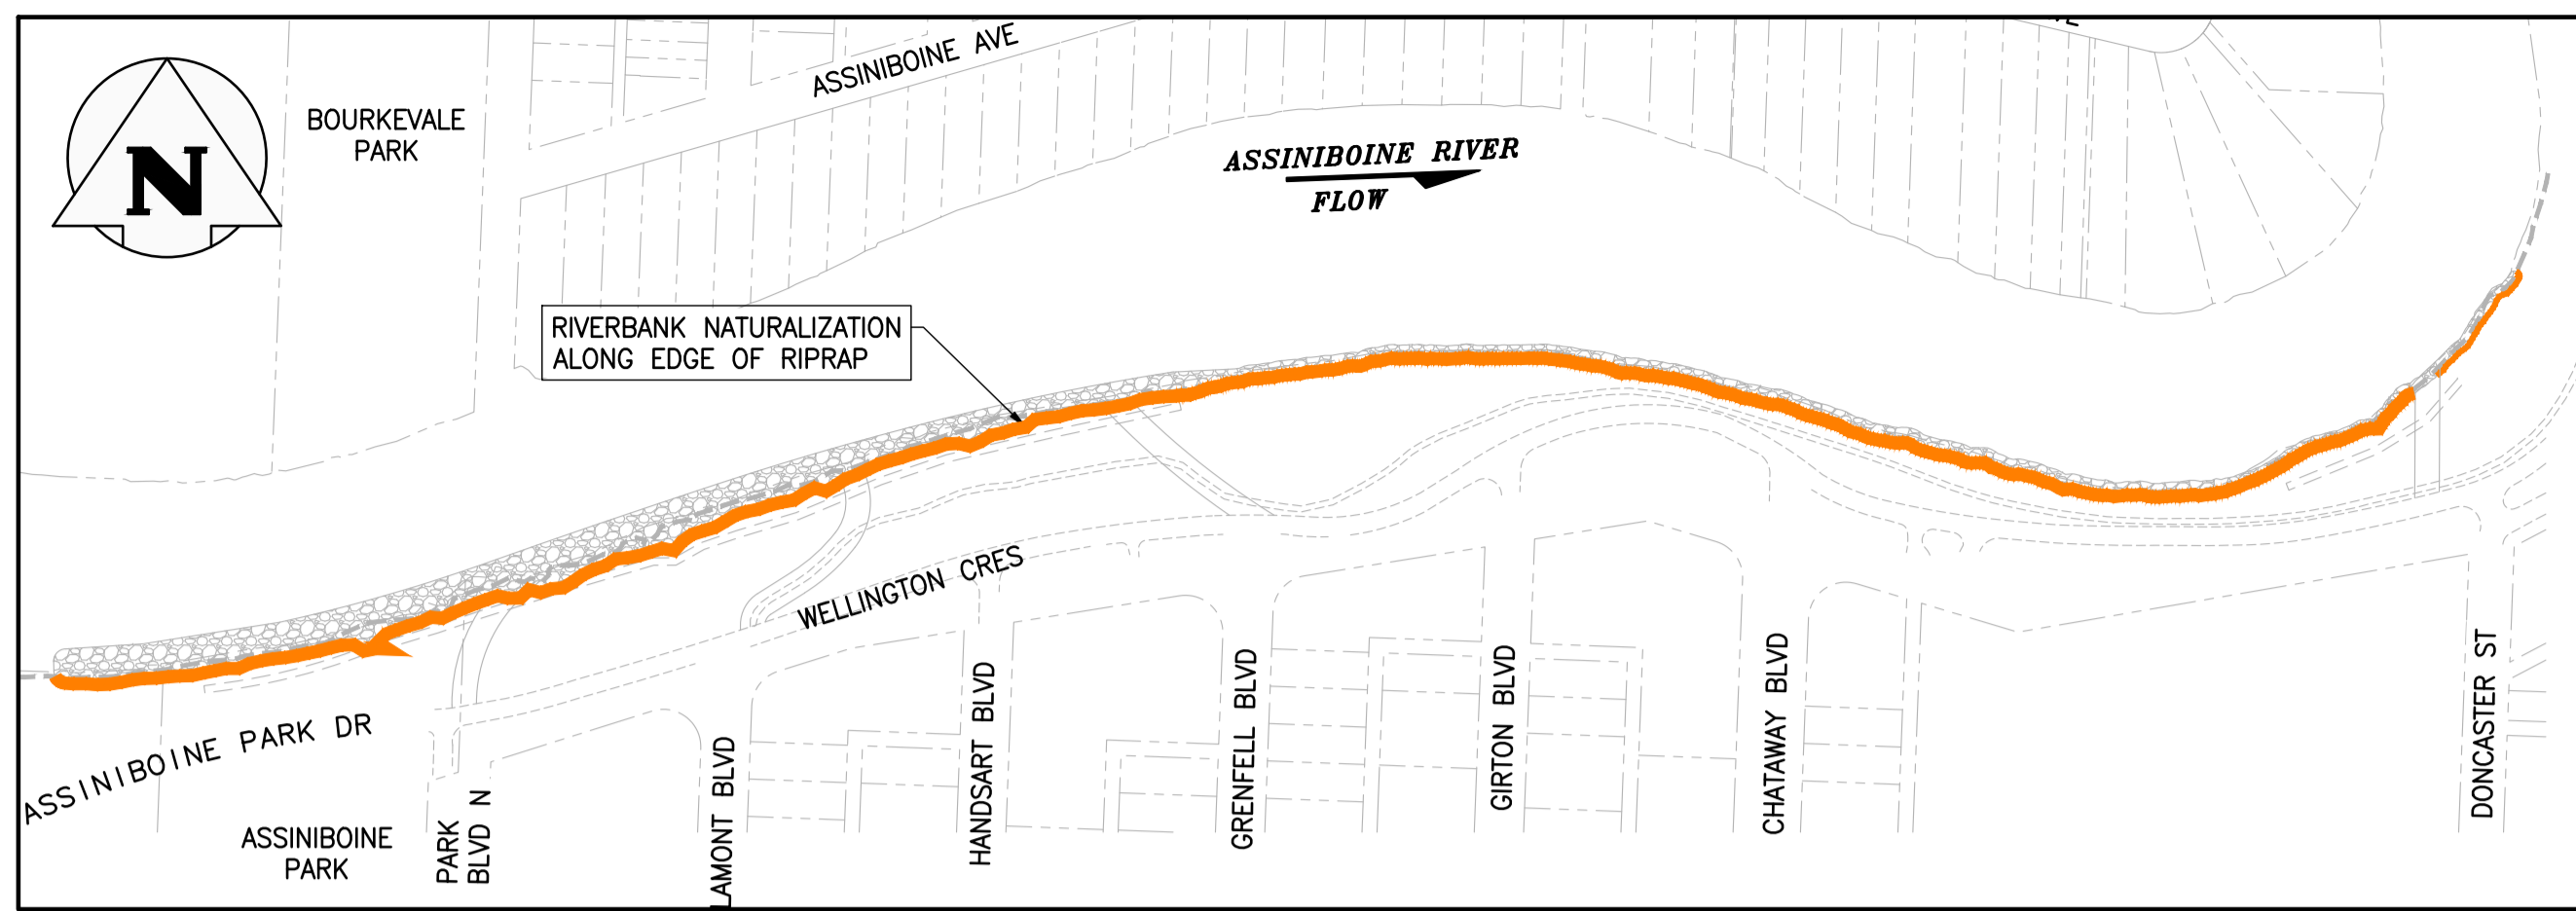 ASSINIBOINE AVE
N
BOURKEVALE
PARK
ASSINIBOINE RIVER
FLOW
RIVERBANK NATURALIZATION
ALONG EDGE OF RIPRAP
WELLINGTON CRES
ASSINIBOINE PARK DR
ASSINIBOINE
PARK
PARK
BLVD N
LAMONT BLVD
HANDSART BLVD
GRENFELL BLVD
GIRTON BLVD
CHATAWAY BLVD
DONCASTER ST